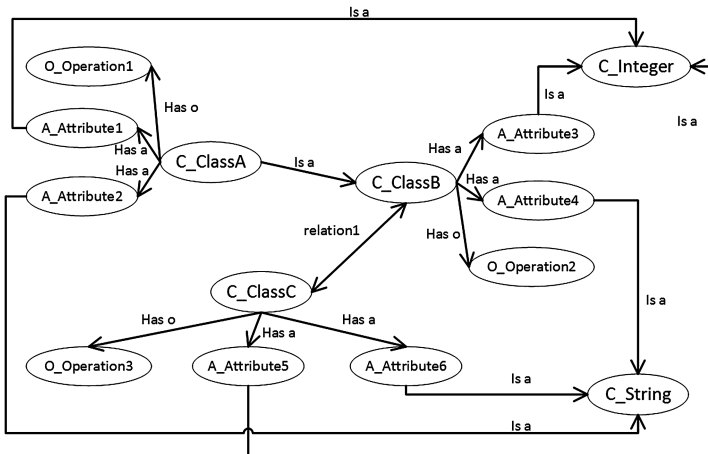 Is a
O_Operation1
C_Integer
Has o
Is a
Is a
A_Attribute1
A_Attribute3
Has a
Has a
C_ClassA
Is a
Has a
C_ClassB
Has a
A_Attribute2
A_Attribute4
relation1
Has o
O_Operation2
C_ClassC
Is a
Has o
Has a
Has a
O_Operation3
A_Attribute5
A_Attribute6
Is a
C_String
Is a